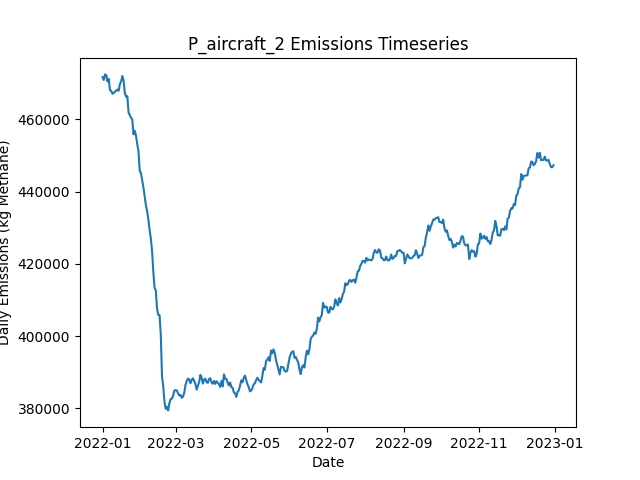 P_aircraft_2 Emissions Timeseries
Daily Emissions (kg Methane)
460000
440000
420000
400000
380000
2022-01 2022-03 2022-05 2022-07 2022-09 2022-11 2023-01
Date